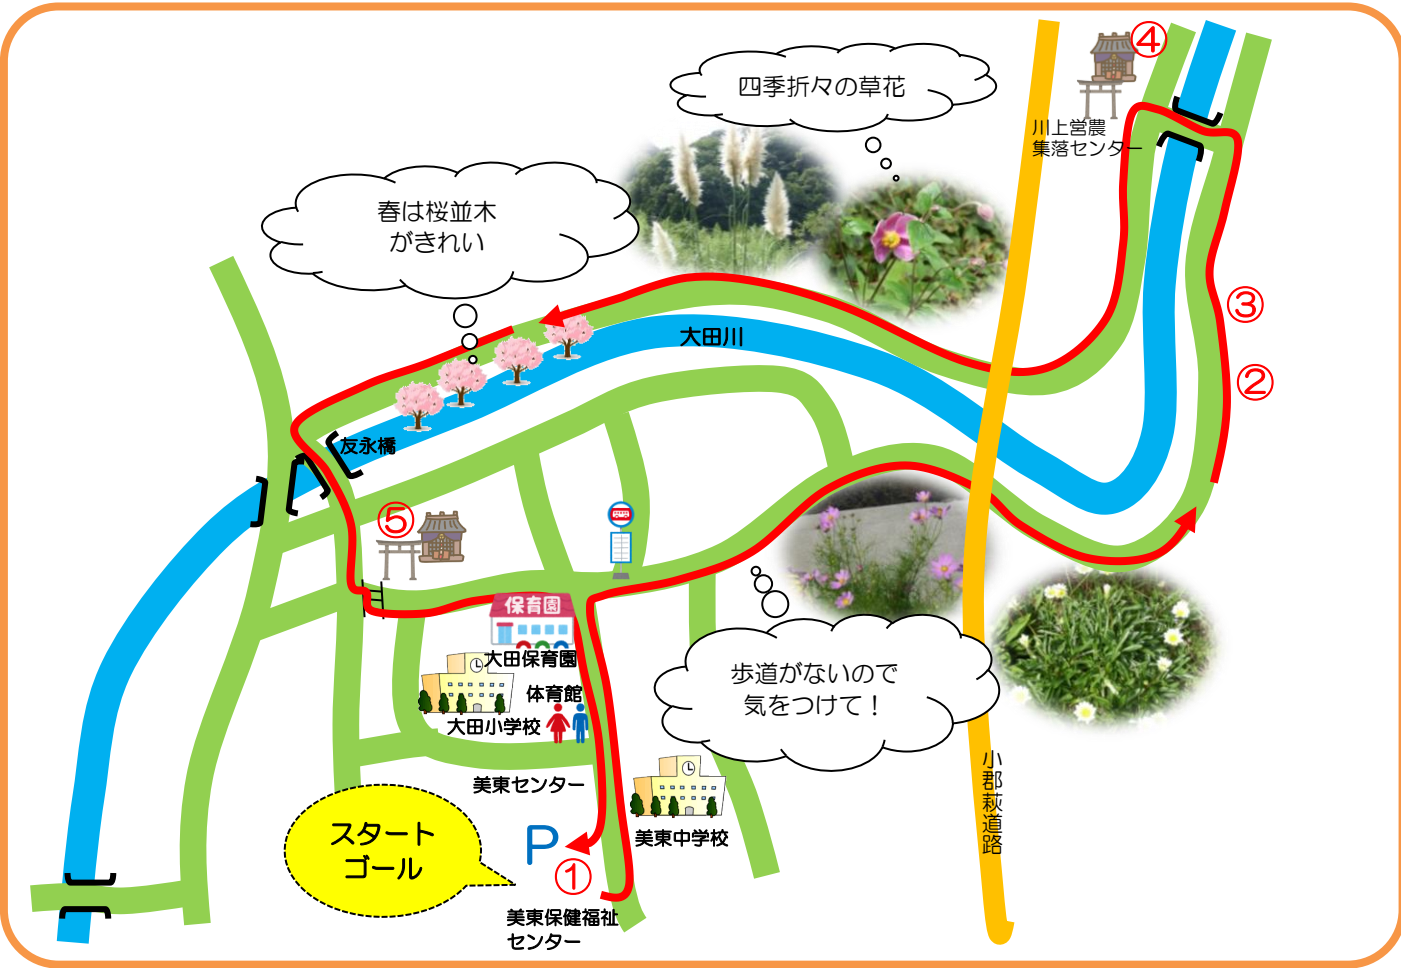 ④
四季折々の草花
川上営農
集落センター
春は桜並木
がきれい
③
大田川
②
友永橋
⑤
保育園
大田保育園
体育館
大田小学校
歩道がないので
気をつけて！
美東センター
小郡萩道路
スタート
ゴール
P
①
美東中学校
美東保健福祉
センター